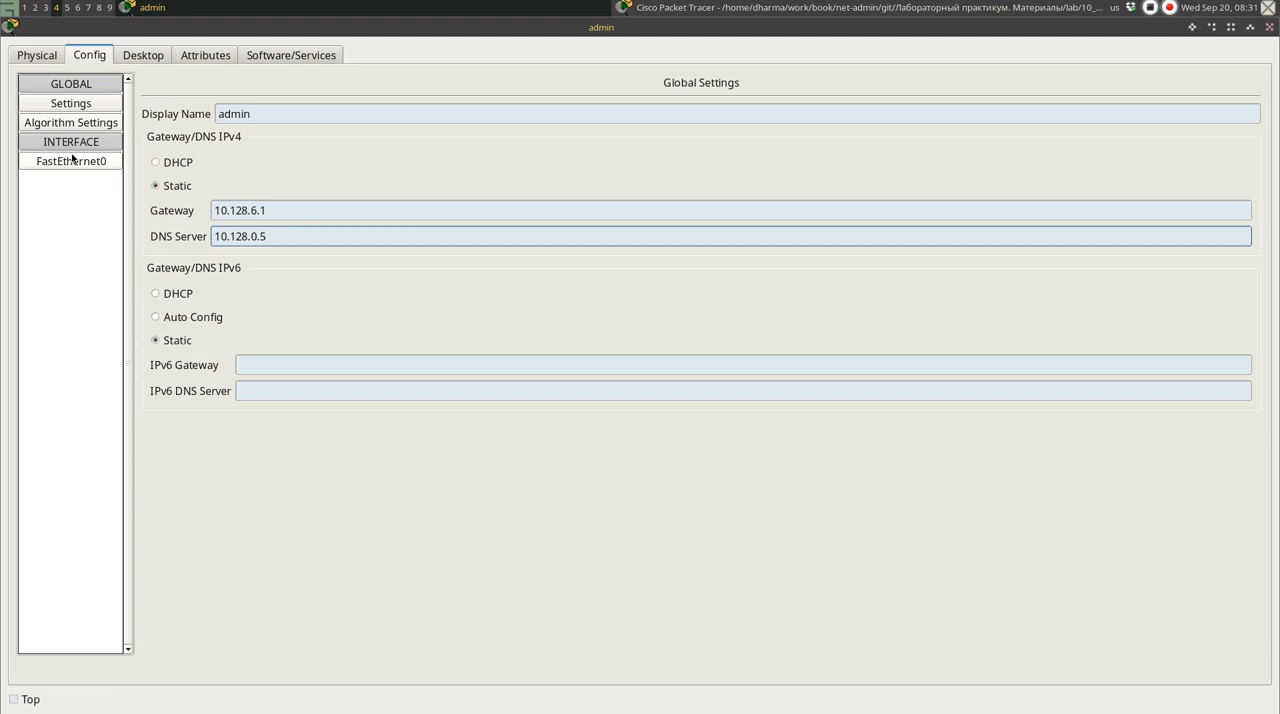 1 2 3 4 5 6 7 8 9 admin Cisco Packet Tracer - /home/dharma/work/book/net-admin/git/Лабораторный практикум. Материалы/lab/10_... us Wed Sep 20, 08:31
admin
Physical Config Desktop Attributes Software/Services
GLOBAL
Settings
Algorithm Settings
INTERFACE
FastEthernet0
Global Settings
Display Name admin
Gateway/DNS IPv4
DHCP
Static
Gateway 10.128.6.1
DNS Server 10.128.0.5
Gateway/DNS IPv6
DHCP
Auto Config
Static
IPv6 Gateway
IPv6 DNS Server
Top